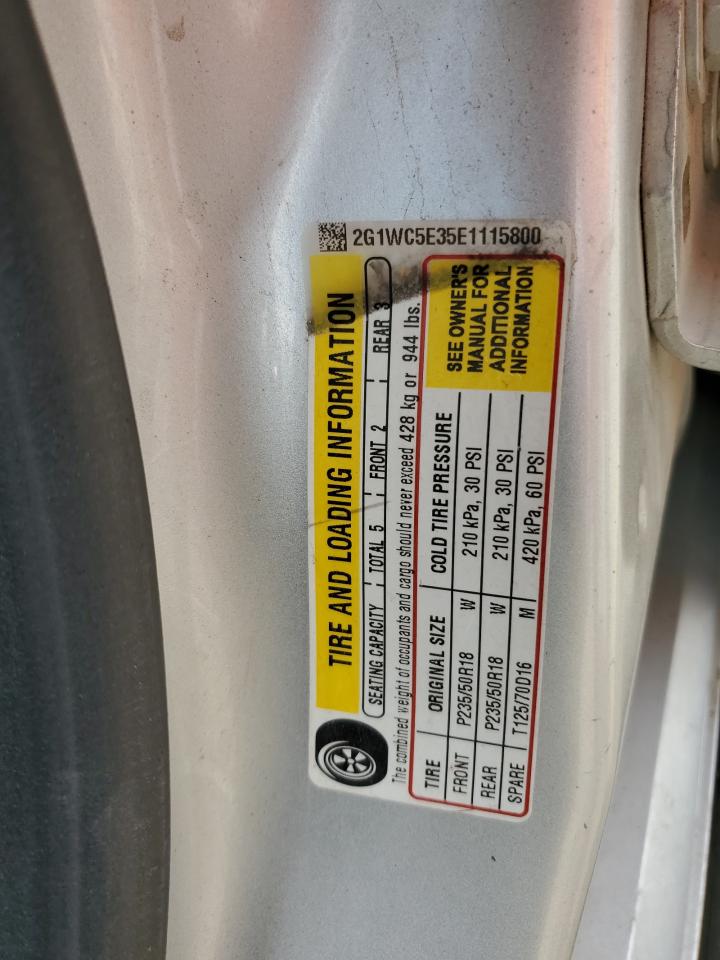 2G1WC5E35E1115800
TIRE AND LOADING INFORMATION
SEATING CAPACITY TOTAL 5 FRONT 2 REAR 3
The combined weight of occupants and cargo should never exceed 428 kg or 944 lbs.
TIRE ORIGINAL SIZE COLD TIRE PRESSURE
FRONT P235/50R18 W 210 kPa, 30 PSI
REAR P235/50R18 W 210 kPa, 30 PSI
SPARE T125/70D16 M 420 kPa, 60 PSI
SEE OWNER'S
MANUAL FOR
ADDITIONAL
INFORMATION